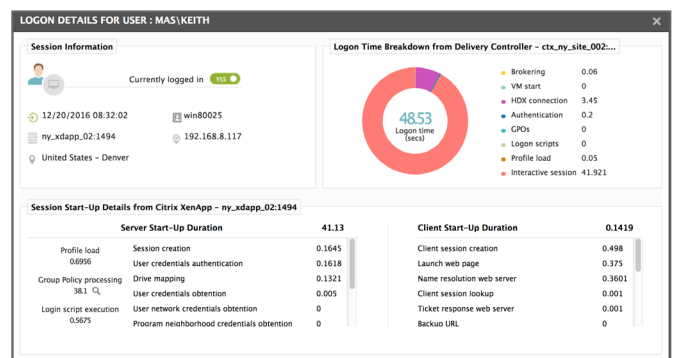 LOGON DETAILS FOR USER : MAS\KEITH
Session Information
Currently logged in YES
12/20/2016 08:32:02 win80025
ny_xdapp_02:1494 192.168.8.117
United States - Denver
Logon Time Breakdown from Delivery Controller - ctx_ny_site_002:...
48.53
Logon time
(secs)
Brokering 0.06
VM start 0
HDX connection 3.45
Authentication 0.2
GPOs 0
Logon scripts 0
Profile load 0.05
Interactive session 41.921
Session Start-Up Details from Citrix XenApp - ny_xdapp_02:1494
Server Start-Up Duration 41.13
Profile load
0.6956
Group Policy processing
38.1
Login script execution
0.5675
Session creation 0.1645
User credentials authentication 0.1618
Drive mapping 0.1321
User credentials obtention 0.005
User network credentials obtention 0
Program neighborhood credentials obtention 0
Client Start-Up Duration 0.1419
Client session creation 0.498
Launch web page 0.375
Name resolution web server 0.3601
Client session lookup 0.001
Ticket response web server 0.001
Backup URL 0